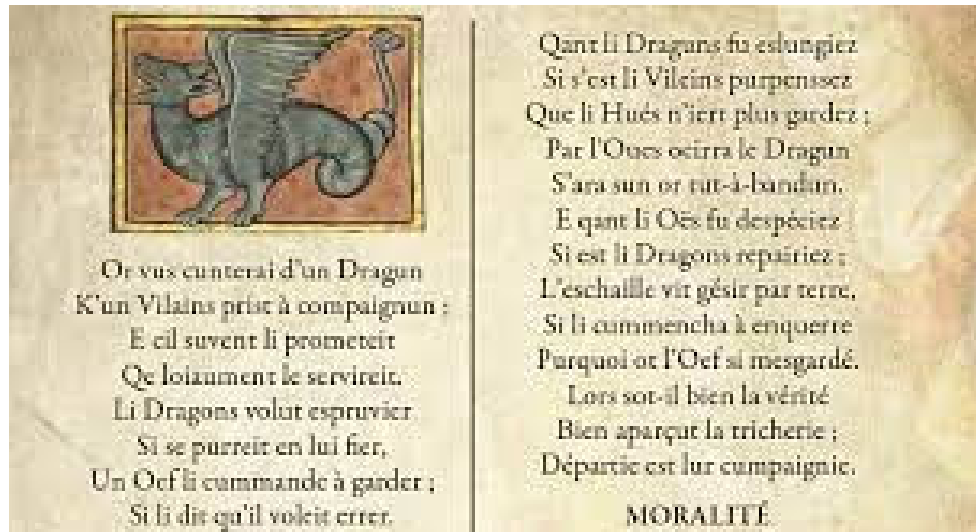 Or vus cunterai d'un Dragun
K'un Vilains prist à compaignun ;
E cil suvent li prometeit
Qe loiaument le servireit.
Li Dragons volut espruvier
Si se purreit en lui fier,
Un Oef li cummande à garder ;
Si li dit qu'il voleit errer.
Qant li Draguns fu eslungiez
Si s'est li Vileins purpenssez
Que li Hués n'iert plus gardez ;
Par l'Oues ocirra le Dragun
S'ara sun or tut-à-bandun.
E qant li Oës fu despéciez
Si est li Dragons repairiez ;
L'eschaille vit gésir par terre,
Si li cummencha à enquerre
Purquoi ot l'Oef si mesgardé.
Lors sot-il bien la vérité
Bien aparçut la tricherie ;
Départie est lur cumpaignie.
MORALITÉ